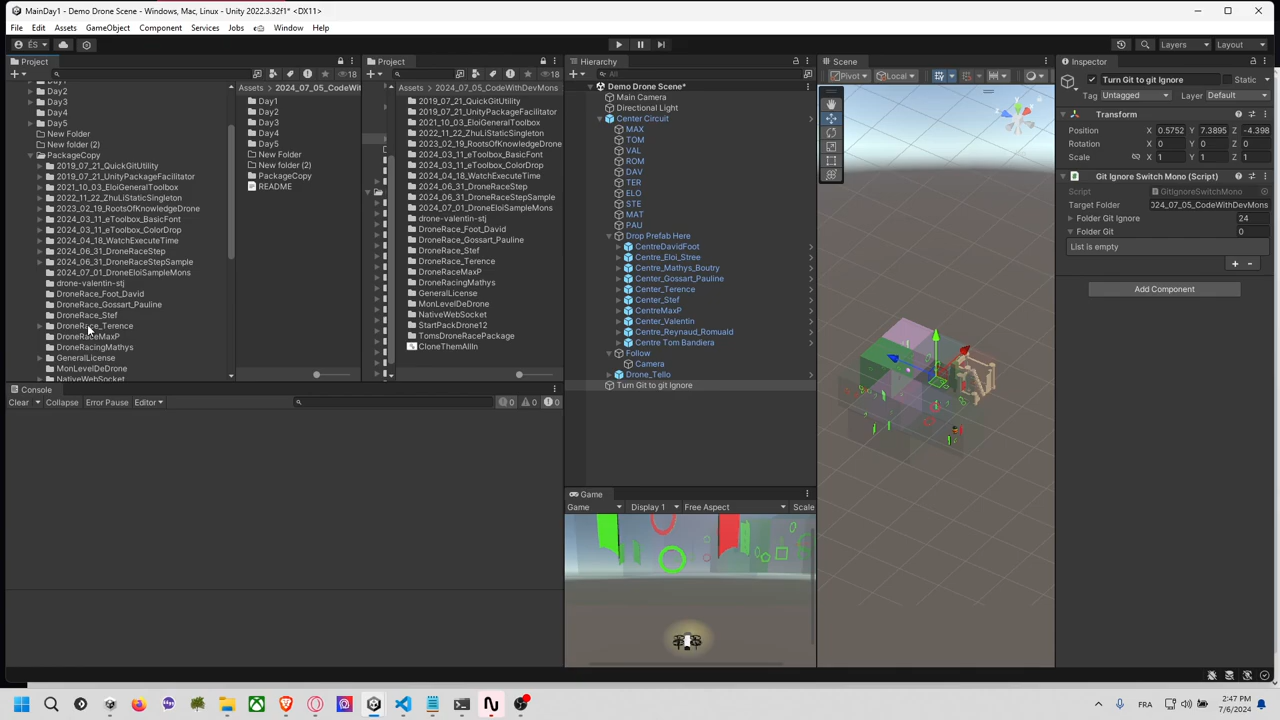 MainDay1 - Demo Drone Scene - Windows, Mac, Linux - Unity 2022.3.32f1* <DX11>
File Edit Assets GameObject Component Services Jobs Window Help
ÉS Layers Layout
Project
18
Day2
Day3
Day4
Day5
New Folder
New folder (2)
PackageCopy
2019_07_21_QuickGitUtility
2019_07_21_UnityPackageFacilitator
2021_10_03_EloiGeneralToolbox
2022_11_22_ZhuLiStaticSinglenton
2023_02_19_RootsOfKnowledgeDrone
2024_03_11_eToolbox_BasicFont
2024_03_11_eToolbox_ColorDrop
2024_04_18_WatchExecuteTime
2024_06_31_DroneRaceStep
2024_06_31_DroneRaceStepSample
2024_07_01_DroneEloiSampleMons
drone-valentin-stj
DroneRace_Foot_David
DroneRace_Gossart_Pauline
DroneRace_Stef
DroneRace_Terence
DroneRaceMaxP
DroneRacingMathys
GeneralLicense
MonLevelDeDrone
NativeWebSocket
Assets > 2024_07_05_CodeWit
Day1
Day2
Day3
Day4
Day5
New Folder
New folder (2)
PackageCopy
README
Project
18
Assets > 2024_07_05_CodeWithDevMons
2019_07_21_QuickGitUtility
2019_07_21_UnityPackageFacilitator
2021_10_03_EloiGeneralToolbox
2022_11_22_ZhuLiStaticSinglenton
2023_02_19_RootsOfKnowledgeDrone
2024_03_11_eToolbox_BasicFont
2024_03_11_eToolbox_ColorDrop
2024_04_18_WatchExecuteTime
2024_06_31_DroneRaceStep
2024_06_31_DroneRaceStepSample
2024_07_01_DroneEloiSampleMons
drone-valentin-stj
DroneRace_Foot_David
DroneRace_Gossart_Pauline
DroneRace_Stef
DroneRace_Terence
DroneRaceMaxP
DroneRacingMathys
GeneralLicense
MonLevelDeDrone
NativeWebSocket
StartPackDrone12
TomsDroneRacePackage
CloneThemAllIn
Hierarchy
All
Demo Drone Scene*
Main Camera
Directional Light
Center Circuit
MAX
TOM
VAL
ROM
DAV
TER
ELO
STE
MAT
PAU
Drop Prefab Here
CentreDavidFoot
Centre_Eloi_Stree
Centre_Mathys_Boutry
Center_Gossart_Pauline
Center_Terence
Center_Stef
CentreMaxP
Center_Valentin
Centre_Reynaud_Romuald
Centre Tom Bandiera
Follow
Camera
Drone_Tello
Turn Git to git Ignore
Scene
Pivot Local
Inspector
Turn Git to git Ignore Static
Tag Untagged Layer Default
Transform
Position X 0.5752 Y 7.3895 Z -4.398
Rotation X 0 Y 0 Z 0
Scale X 1 Y 1 Z 1
Git Ignore Switch Mono (Script)
Script GitIgnoreSwitchMono
Target Folder 024_07_05_CodeWithDevMons
Folder Git Ignore 24
Folder Git 0
List is empty
+ -
Add Component
Console
Clear Collapse Error Pause Editor 0 0 0
Game
Game Display 1 Free Aspect Scale
FRA
2:47 PM
7/6/2024